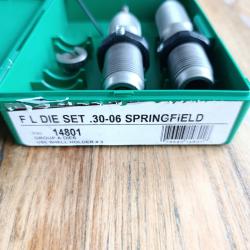 F L DIE SET .30-06 SPRINGFIELD
14801
GROUP A DIES
USE SHELL HOLDER # 3